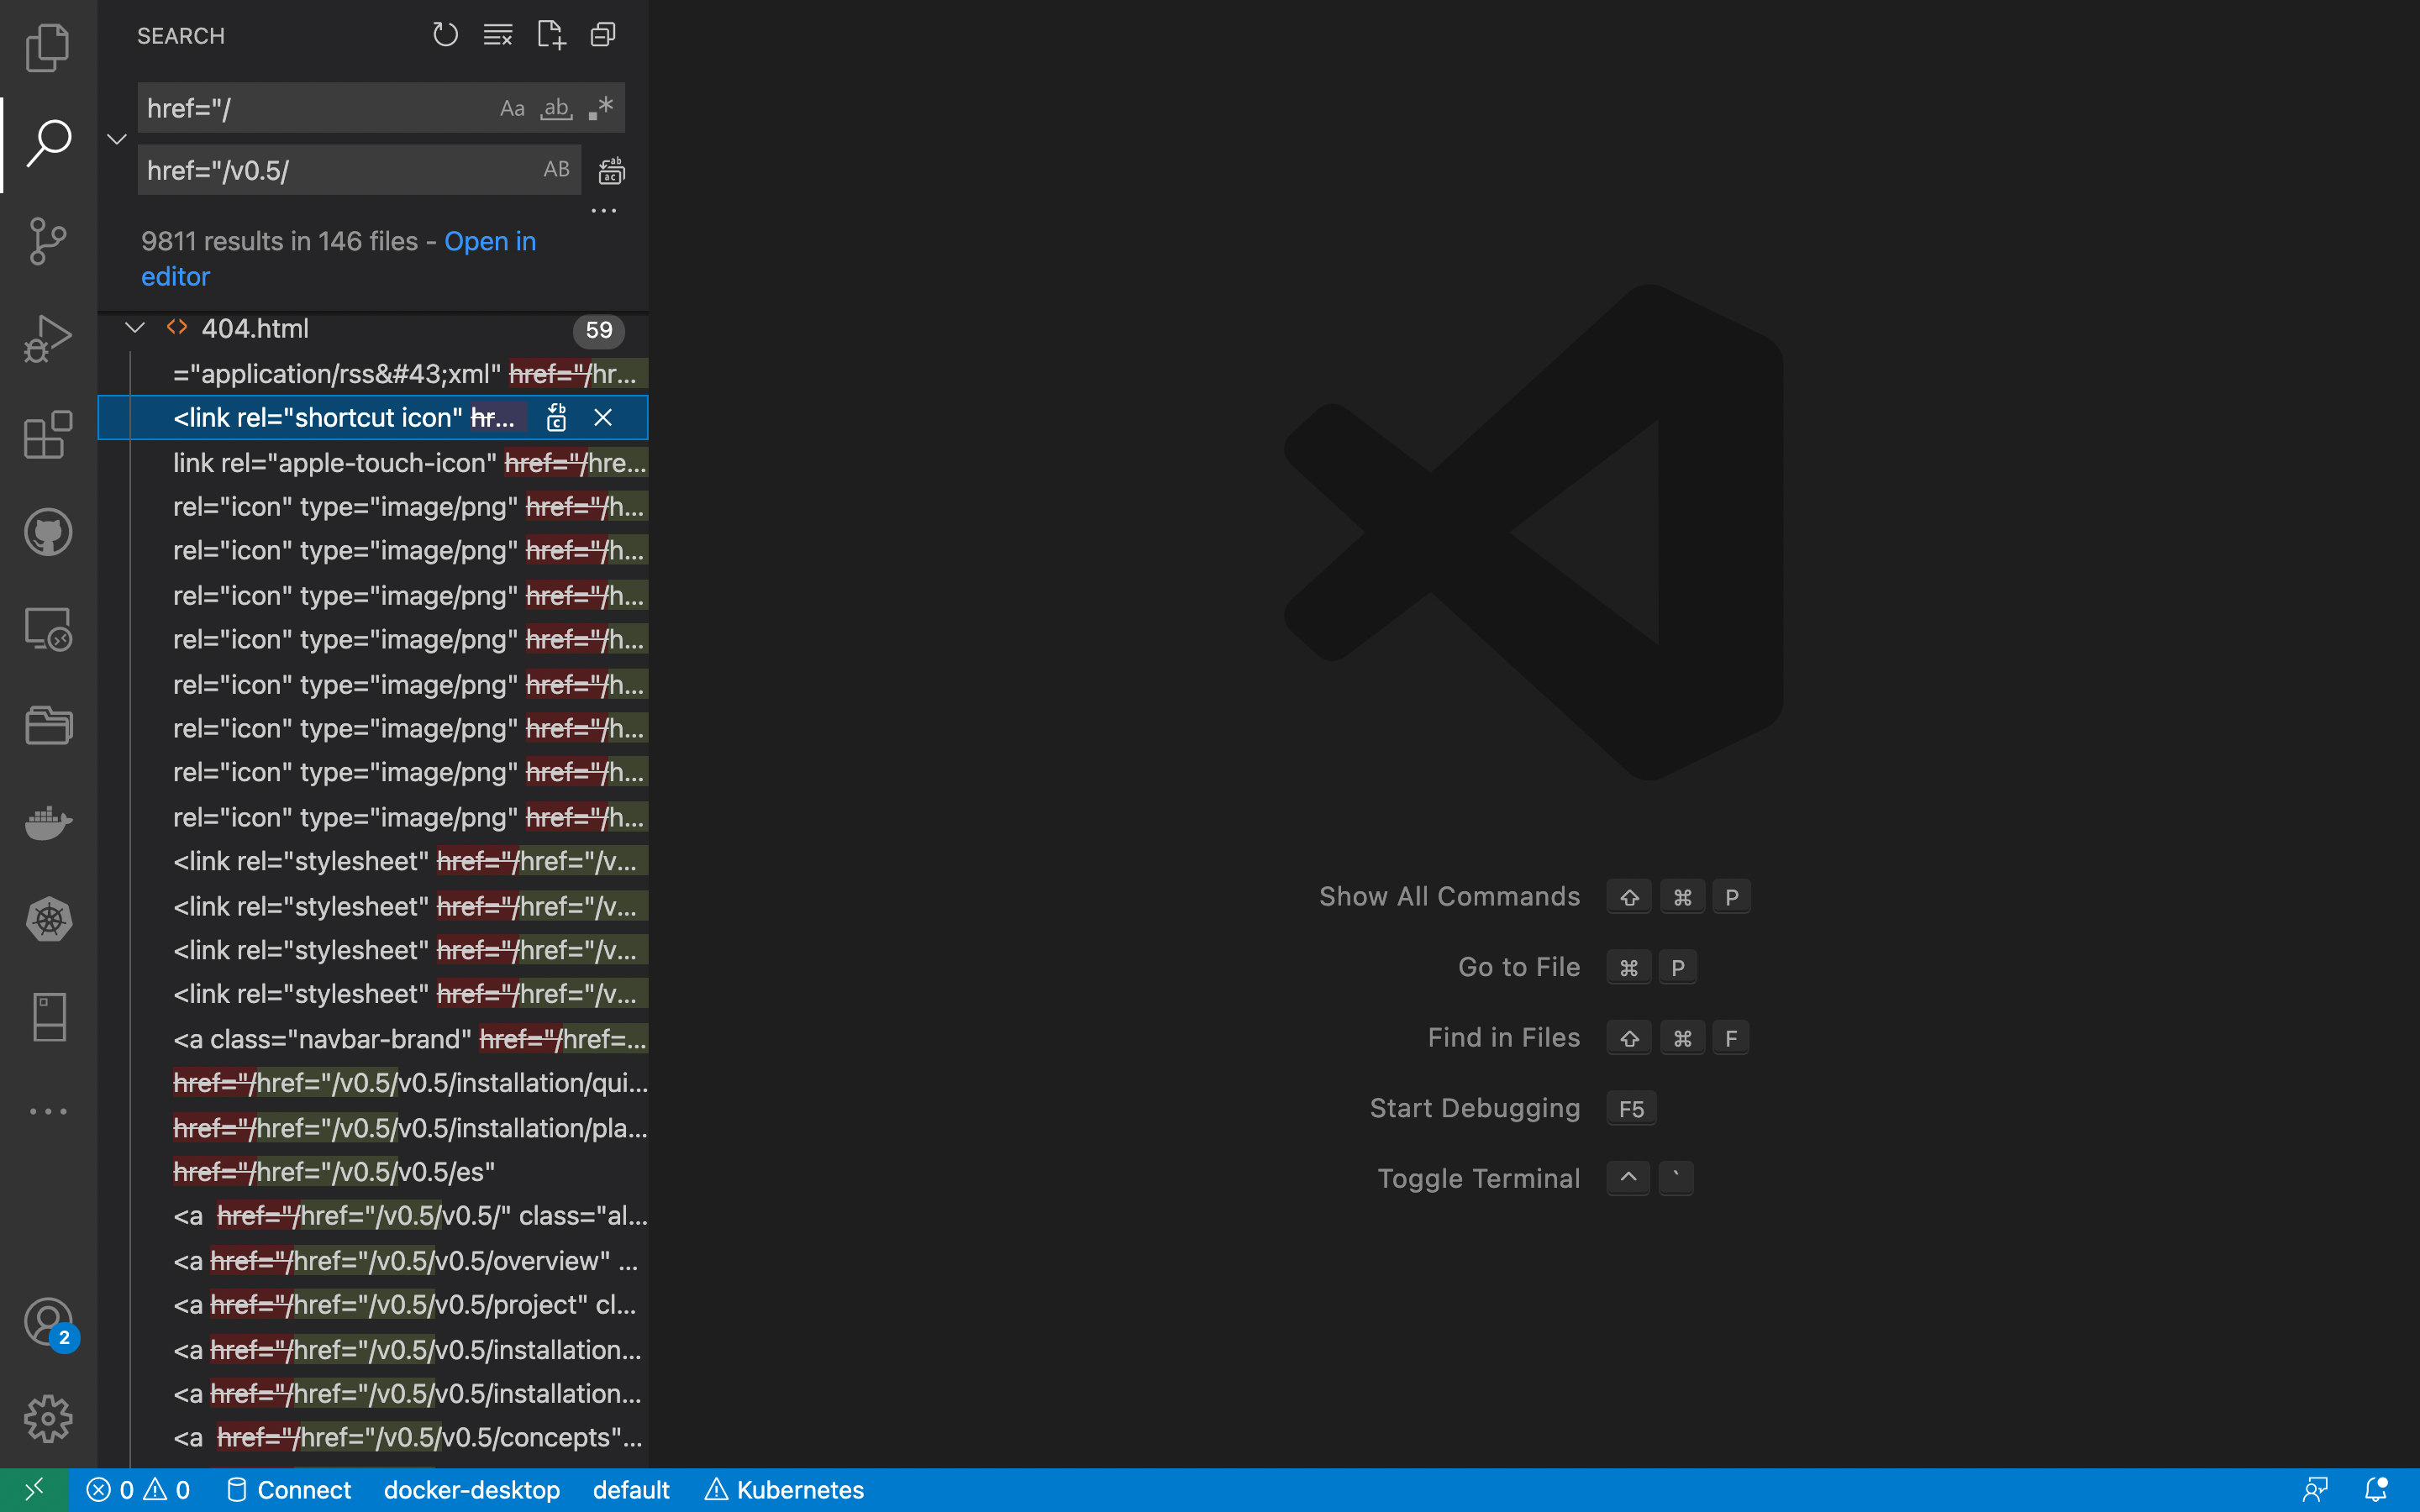 SEARCH
href="/
Aa ab
href="/v0.5/
AB
9811 results in 146 files - Open in
editor
404.html 59
="application/rss&#43;xml" href="/hr...
<link rel="shortcut icon" hr...
link rel="apple-touch-icon" href="/hre...
rel="icon" type="image/png" href="/h...
rel="icon" type="image/png" href="/h...
rel="icon" type="image/png" href="/h...
rel="icon" type="image/png" href="/h...
rel="icon" type="image/png" href="/h...
rel="icon" type="image/png" href="/h...
rel="icon" type="image/png" href="/h...
rel="icon" type="image/png" href="/h...
<link rel="stylesheet" href="/href="/v...
<link rel="stylesheet" href="/href="/v...
<link rel="stylesheet" href="/href="/v...
<link rel="stylesheet" href="/href="/v...
<a class="navbar-brand" href="/href=...
href="/href="/v0.5/v0.5/installation/qui...
href="/href="/v0.5/v0.5/installation/pla...
href="/href="/v0.5/v0.5/es"
<a  href="/href="/v0.5/v0.5/" class="al...
<a href="/href="/v0.5/v0.5/overview" ...
<a href="/href="/v0.5/v0.5/project" cl...
<a href="/href="/v0.5/v0.5/installation...
<a href="/href="/v0.5/v0.5/installation...
<a  href="/href="/v0.5/v0.5/concepts"...
Show All Commands ⇧ ⌘ P
Go to File ⌘ P
Find in Files ⇧ ⌘ F
Start Debugging F5
Toggle Terminal ^ `
2
0 0 Connect docker-desktop default Kubernetes